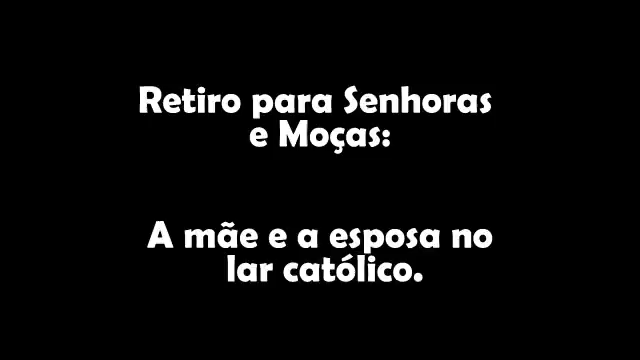 Retiro para Senhoras
e Moças:
A mãe e a esposa no
lar católico.